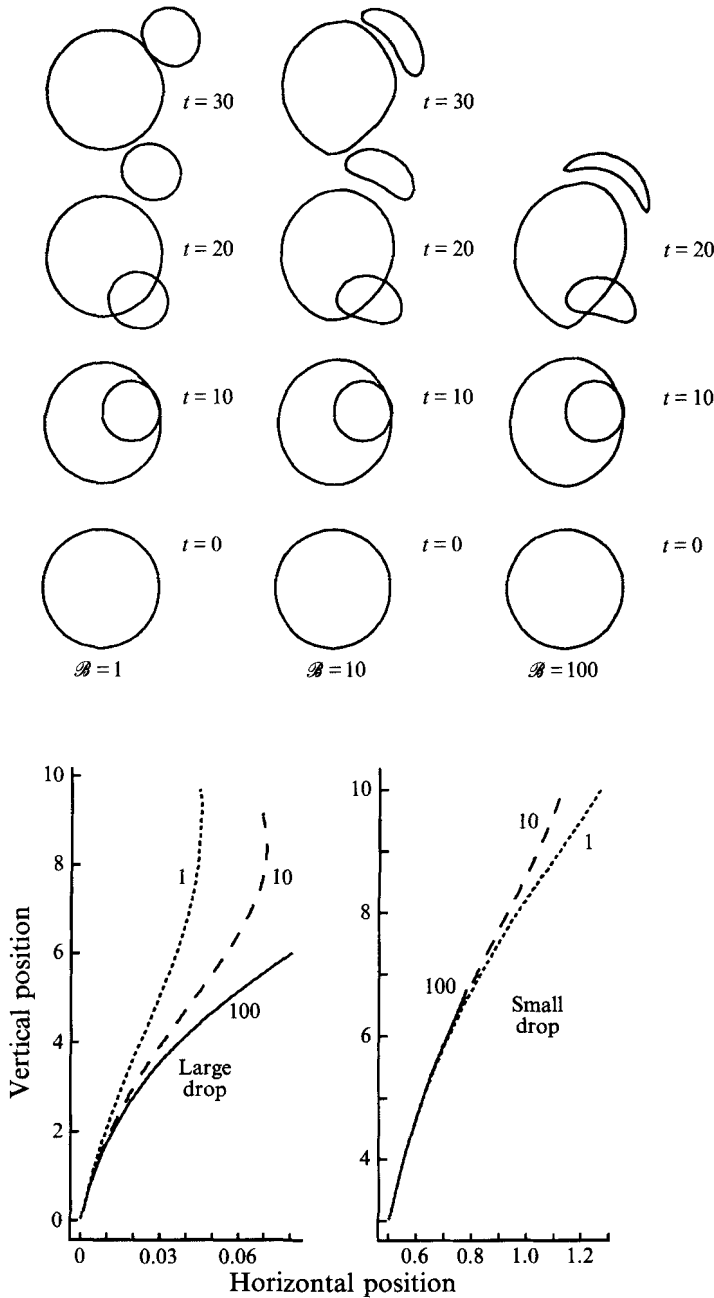 t = 30
t = 30
t = 20
t = 20
t = 20
t = 10
t = 10
t = 10
t = 0
t = 0
t = 0
ℬ = 1
ℬ = 10
ℬ = 100
10
8
6
4
2
0
Vertical position
1
10
100
Large
drop
0
0.03
0.06
10
8
6
4
10
1
100
Small
drop
0.6
0.8
1.0
1.2
Horizontal position